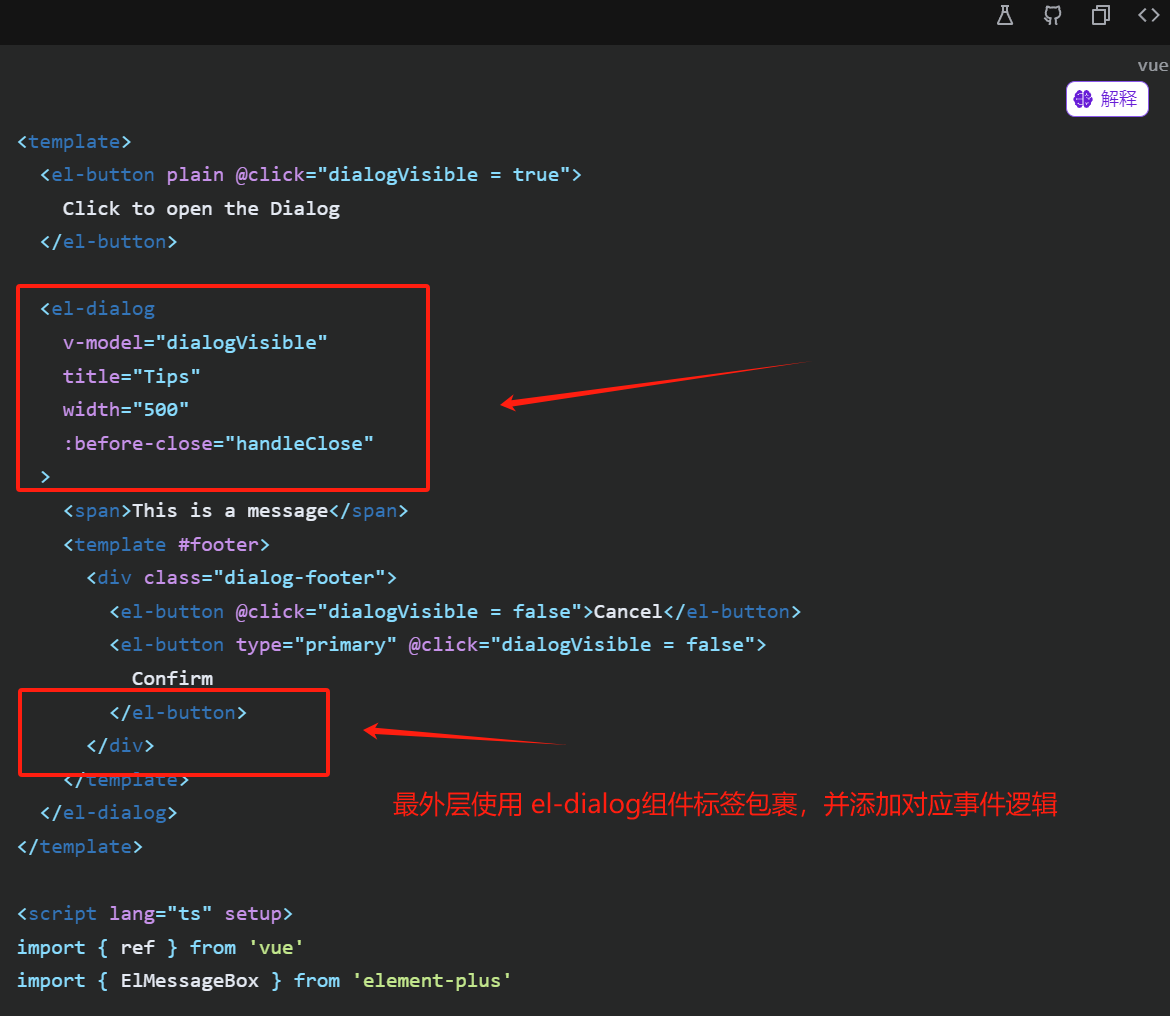 vue
解释
<template>
  <el-button plain @click="dialogVisible = true">
    Click to open the Dialog
  </el-button>
  <el-dialog
    v-model="dialogVisible"
    title="Tips"
    width="500"
    :before-close="handleClose"
  >
    <span>This is a message</span>
    <template #footer>
      <div class="dialog-footer">
        <el-button @click="dialogVisible = false">Cancel</el-button>
        <el-button type="primary" @click="dialogVisible = false">
          Confirm
        </el-button>
      </div>
    </template>
最外层使用 el-dialog组件标签包裹，并添加对应事件逻辑
  </el-dialog>
</template>
<script lang="ts" setup>
import { ref } from 'vue'
import { ElMessageBox } from 'element-plus'